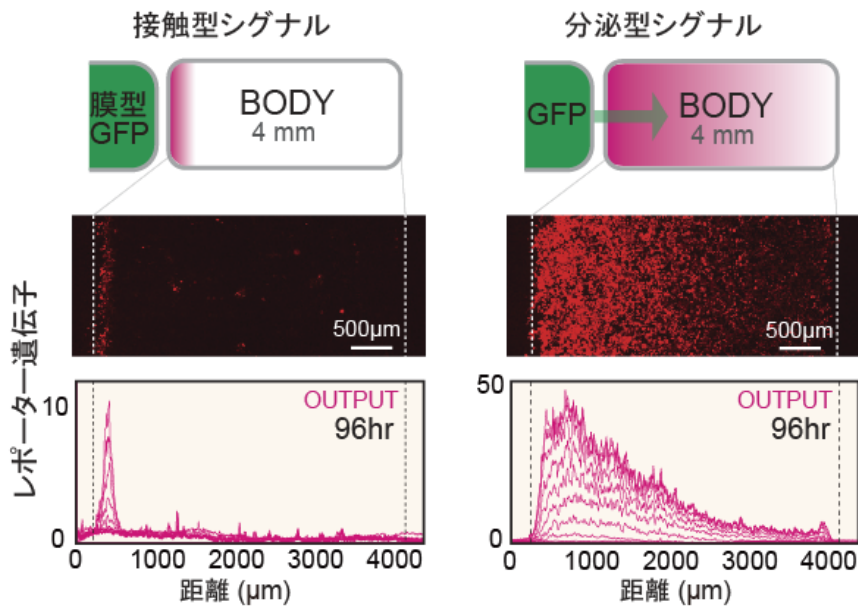 接触型シグナル
膜型
GFP
BODY
4 mm
500µm
レポーター遺伝子
10
0
OUTPUT
96hr
0
1000
2000
3000
4000
距離 (µm)
分泌型シグナル
GFP
BODY
4 mm
500µm
50
0
OUTPUT
96hr
0
1000
2000
3000
4000
距離 (µm)